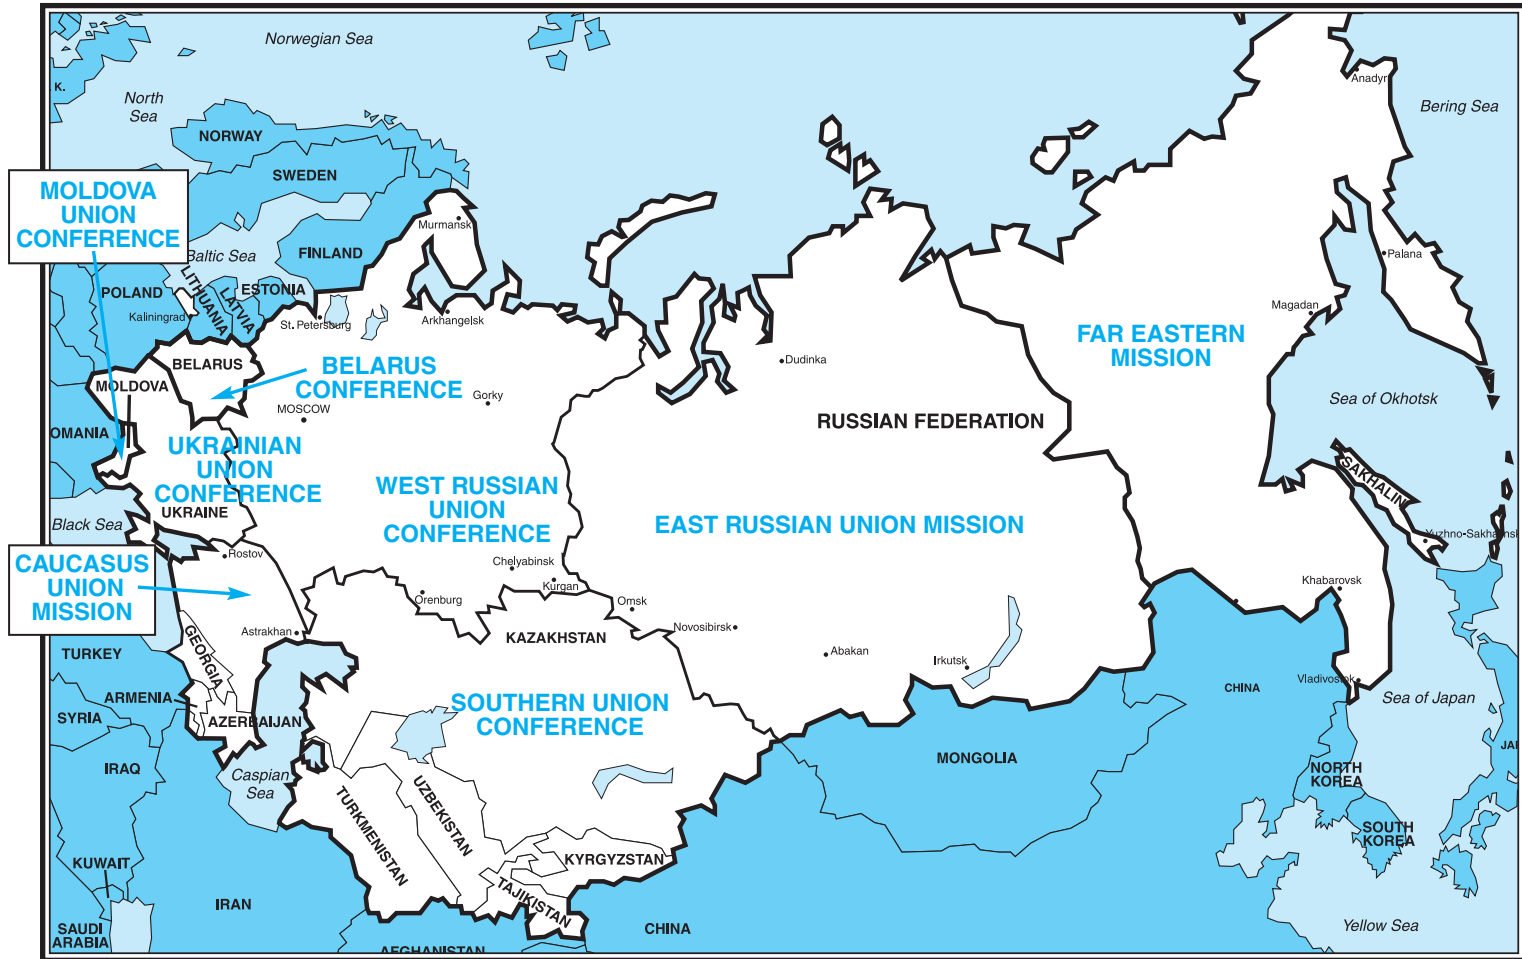 Norwegian Sea
K.
North
Sea
Anadyr
Bering Sea
NORWAY
SWEDEN
MOLDOVA
UNION
CONFERENCE
Murmansk
Baltic Sea
FINLAND
Palana
POLAND
LITHUANIA
LATVIA
ESTONIA
Kaliningrad
St. Petersburg
Arkhangelsk
Magadan
FAR EASTERN
MISSION
Dudinka
BELARUS
BELARUS
CONFERENCE
MOLDOVA
Gorky
MOSCOW
Sea of Okhotsk
RUSSIAN FEDERATION
OMANIA
UKRAINIAN
UNION
CONFERENCE
WEST RUSSIAN
UNION
CONFERENCE
SAKHALIN
UKRAINE
Black Sea
EAST RUSSIAN UNION MISSION
Yuzhno-Sakhalinsk
Rostov
CAUCASUS
UNION
MISSION
Chelyabinsk
Kurgan
Orenburg
Omsk
Khabarovsk
Astrakhan
KAZAKHSTAN
Novosibirsk
GEORGIA
TURKEY
Abakan
Irkutsk
Vladivostok
CHINA
ARMENIA
SYRIA
AZERBAIJAN
SOUTHERN UNION
CONFERENCE
Sea of Japan
JAP
IRAQ
MONGOLIA
Caspian
Sea
NORTH
KOREA
TURKMENISTAN
UZBEKISTAN
SOUTH
KOREA
KUWAIT
KYRGYZSTAN
TAJIKISTAN
IRAN
SAUDI
ARABIA
CHINA
Yellow Sea
AFGHANISTAN